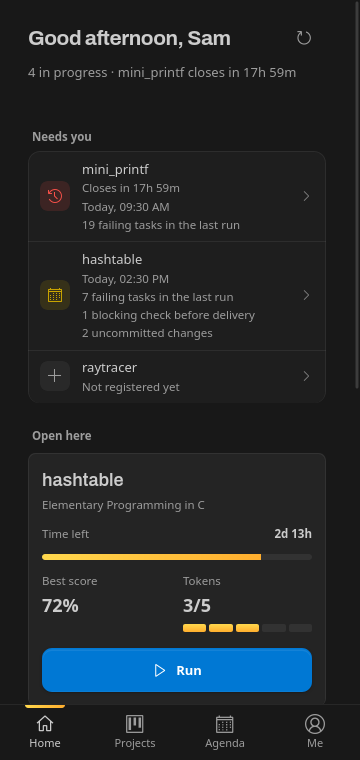 Good afternoon, Sam
4 in progress · mini_printf closes in 17h 59m
Needs you
mini_printf
Closes in 17h 59m
Today, 09:30 AM
19 failing tasks in the last run
hashtable
Today, 02:30 PM
7 failing tasks in the last run
1 blocking check before delivery
2 uncommitted changes
raytracer
Not registered yet
Open here
hashtable
Elementary Programming in C
Time left 2d 13h
Best score Tokens
72% 3/5
Run
Home Projects Agenda Me